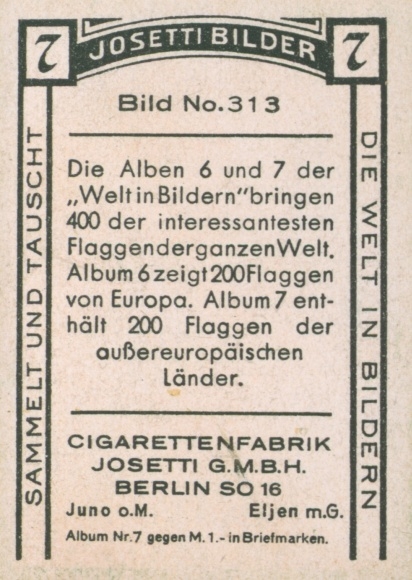 7 JOSETTI BILDER 7
Bild No. 313
Die Alben 6 und 7 der
„Welt in Bildern" bringen
400 der interessantesten
Flaggen der ganzen Welt.
Album 6 zeigt 200 Flaggen
von Europa. Album 7 ent-
hält 200 Flaggen der
außereuropäischen
Länder.
CIGARETTENFABRIK
JOSETTI G.M.B.H.
BERLIN SO 16
Juno o.M. Eljen m.G.
Album Nr. 7 gegen M. 1.- in Briefmarken.
SAMMELT UND TAUSCHT
DIE WELT IN BILDERN